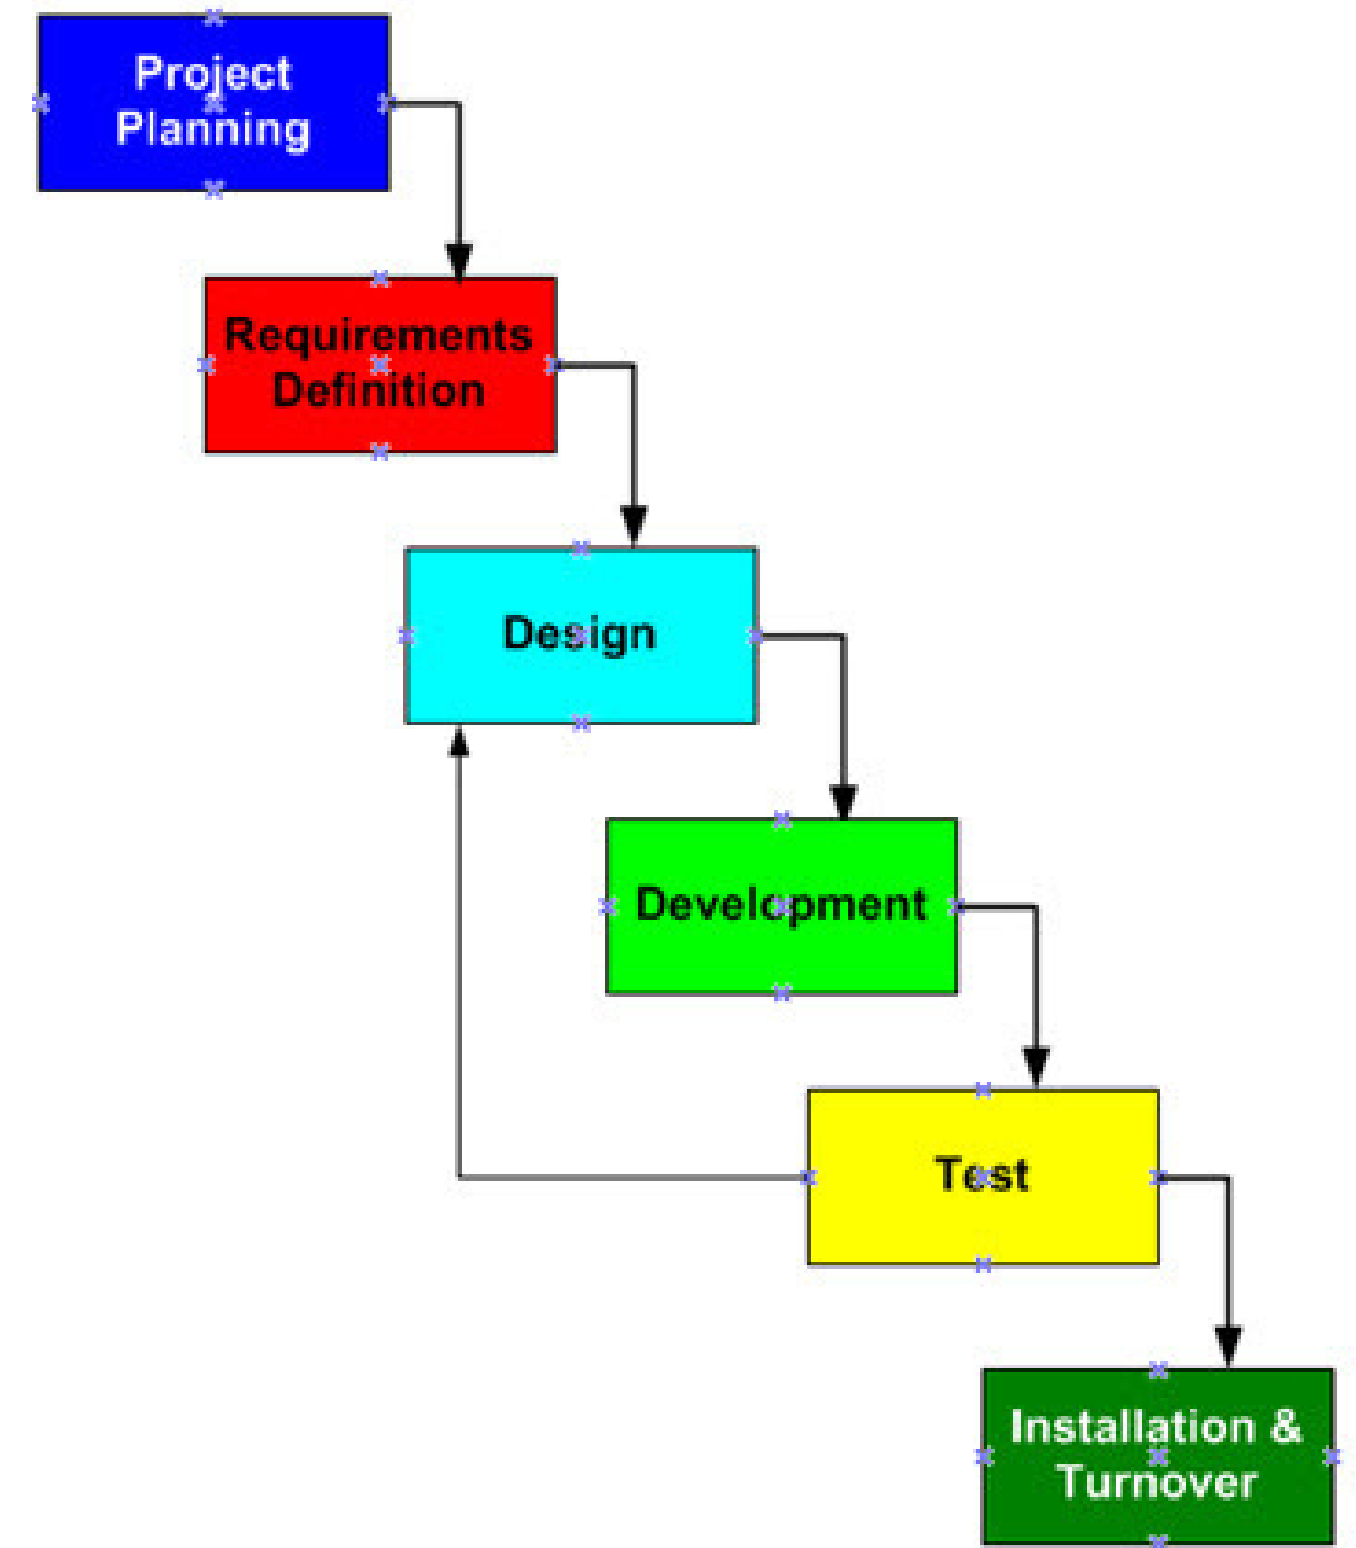 Project
Planning
Requirements
Definition
Design
Development
Test
Installation &
Turnover